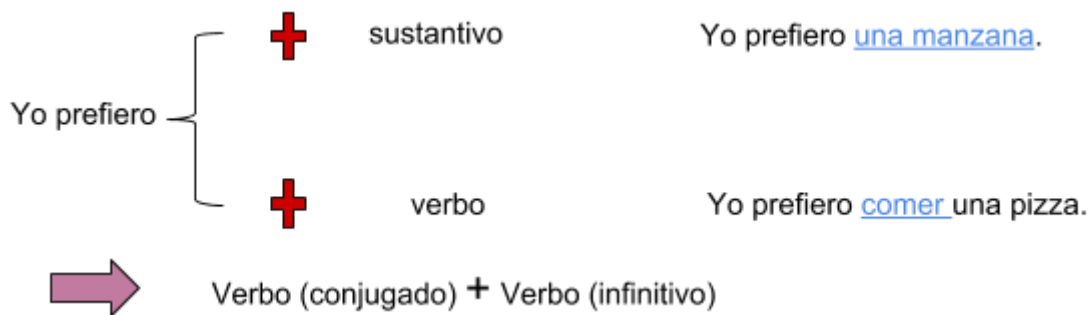 sustantivo Yo prefiero una manzana.
Yo prefiero
verbo Yo prefiero comer una pizza.
Verbo (conjugado) + Verbo (infinitivo)